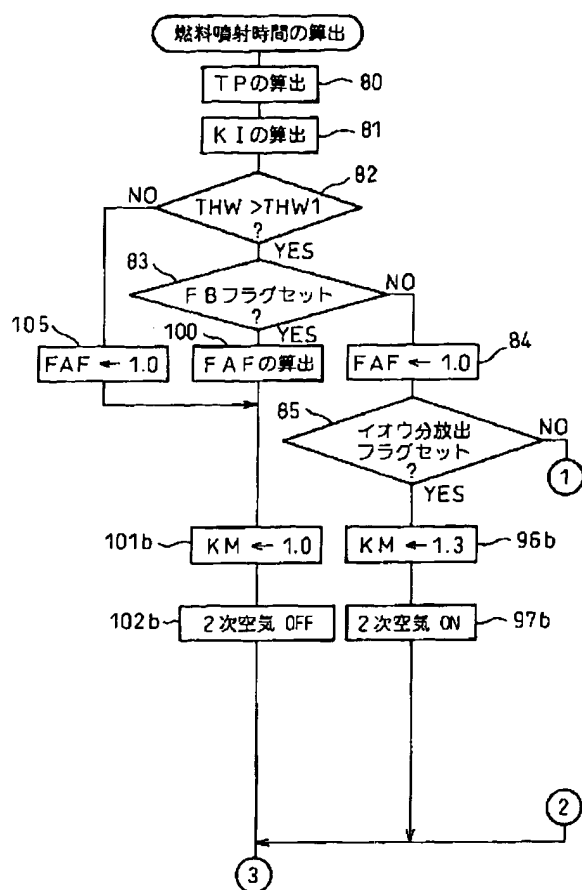 燃料噴射時間の算出
TPの算出
80
KIの算出
81
82
NO
THW >THW1
?
YES
83
FBフラグセット
?
NO
YES
105
100
FAF ← 1.0
FAFの算出
FAF ← 1.0
84
85
イオウ分放出
フラグセット
?
NO
1
YES
101b
KM ← 1.0
KM ← 1.3
96b
102b
2次空気 OFF
2次空気 ON
97b
2
3